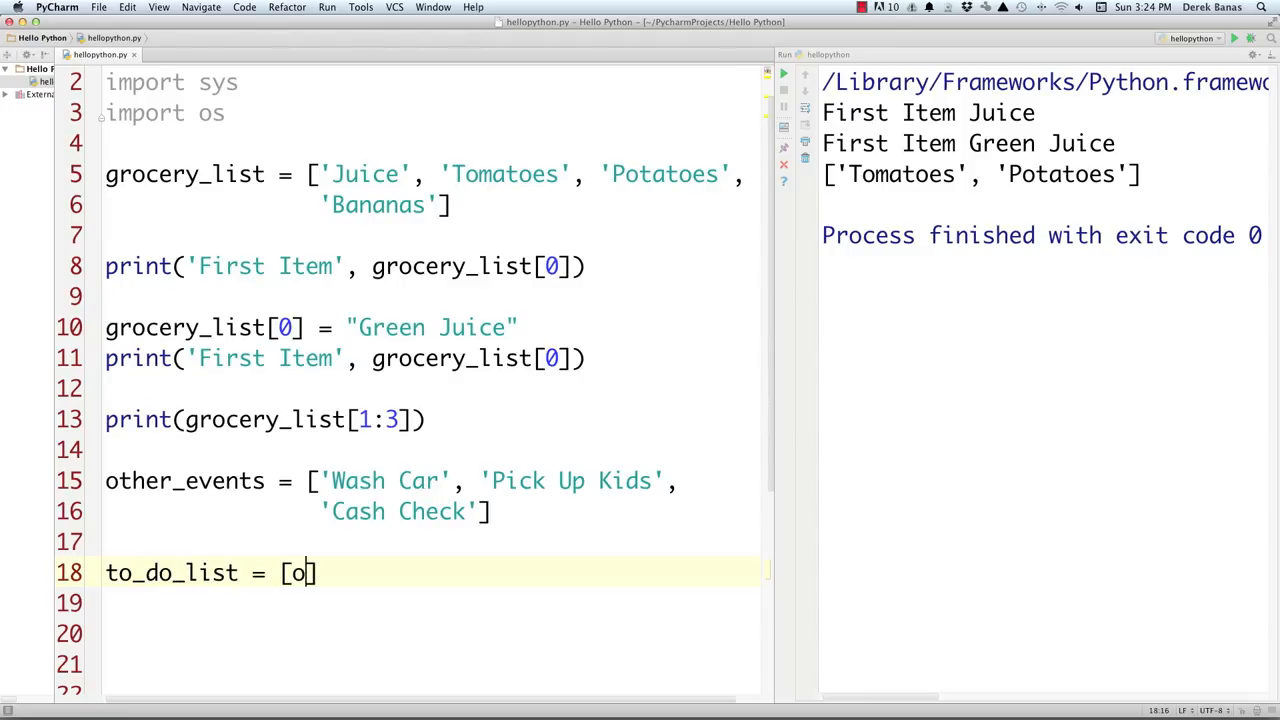 PyCharm File Edit View Navigate Code Refactor Run Tools VCS Window Help 10 Sun 3:24 PM Derek Banas
hellopython.py – Hello Python – [~/PycharmProjects/Hello Python]
Hello Python hellopython.py hellopython
hellopython.py × Run hellopython
Hello P
hell
Externa
2 import sys
3 import os
4
5 grocery_list = ['Juice', 'Tomatoes', 'Potatoes',
6 'Bananas']
7
8 print('First Item', grocery_list[0])
9
10 grocery_list[0] = "Green Juice"
11 print('First Item', grocery_list[0])
12
13 print(grocery_list[1:3])
14
15 other_events = ['Wash Car', 'Pick Up Kids',
16 'Cash Check']
17
18 to_do_list = [o]
19
20
21
22
/Library/Frameworks/Python.framewo
First Item Juice
First Item Green Juice
['Tomatoes', 'Potatoes']
Process finished with exit code 0
18:16 LF UTF-8